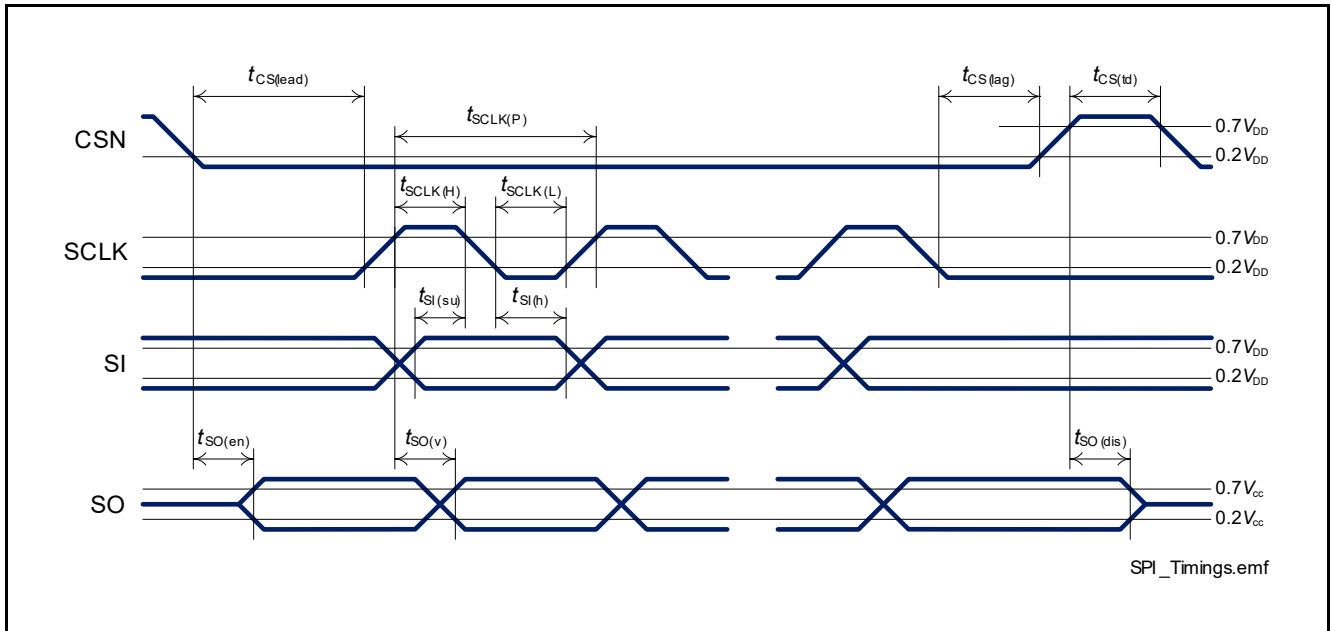 tCS(lead)
tCS(lag)
tCS(td)
tSCLK(P)
CSN
0.7VDD
0.2VDD
tSCLK(H)
tSCLK(L)
SCLK
0.7VDD
0.2VDD
tSI(su)
tSI(h)
SI
0.7VDD
0.2VDD
tSO(en)
tSO(v)
tSO(dis)
SO
0.7Vcc
0.2Vcc
SPI_Timings.emf